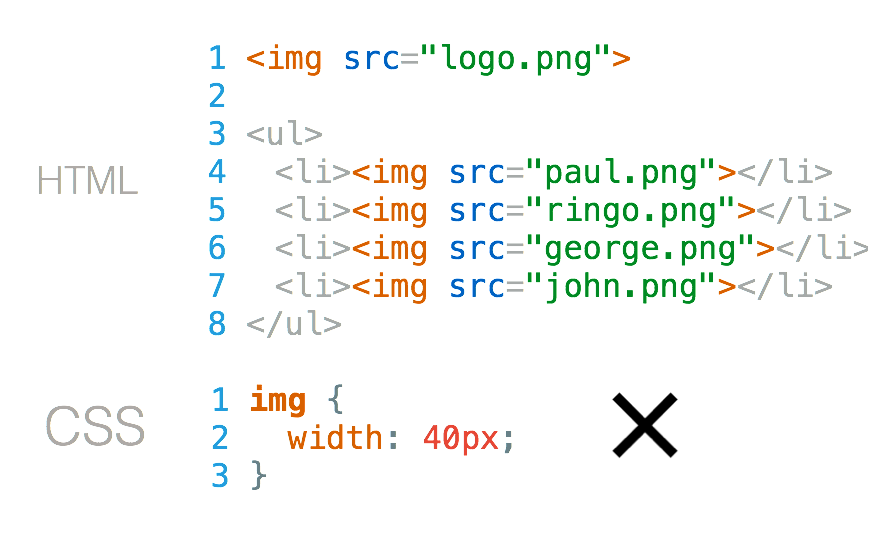 1 <img src="logo.png">
2
3 <ul>
HTML
4 <li><img src="paul.png"></li>
5 <li><img src="ringo.png"></li>
6 <li><img src="george.png"></li>
7 <li><img src="john.png"></li>
8 </ul>
CSS
1 img {
2 width: 40px;
3 }